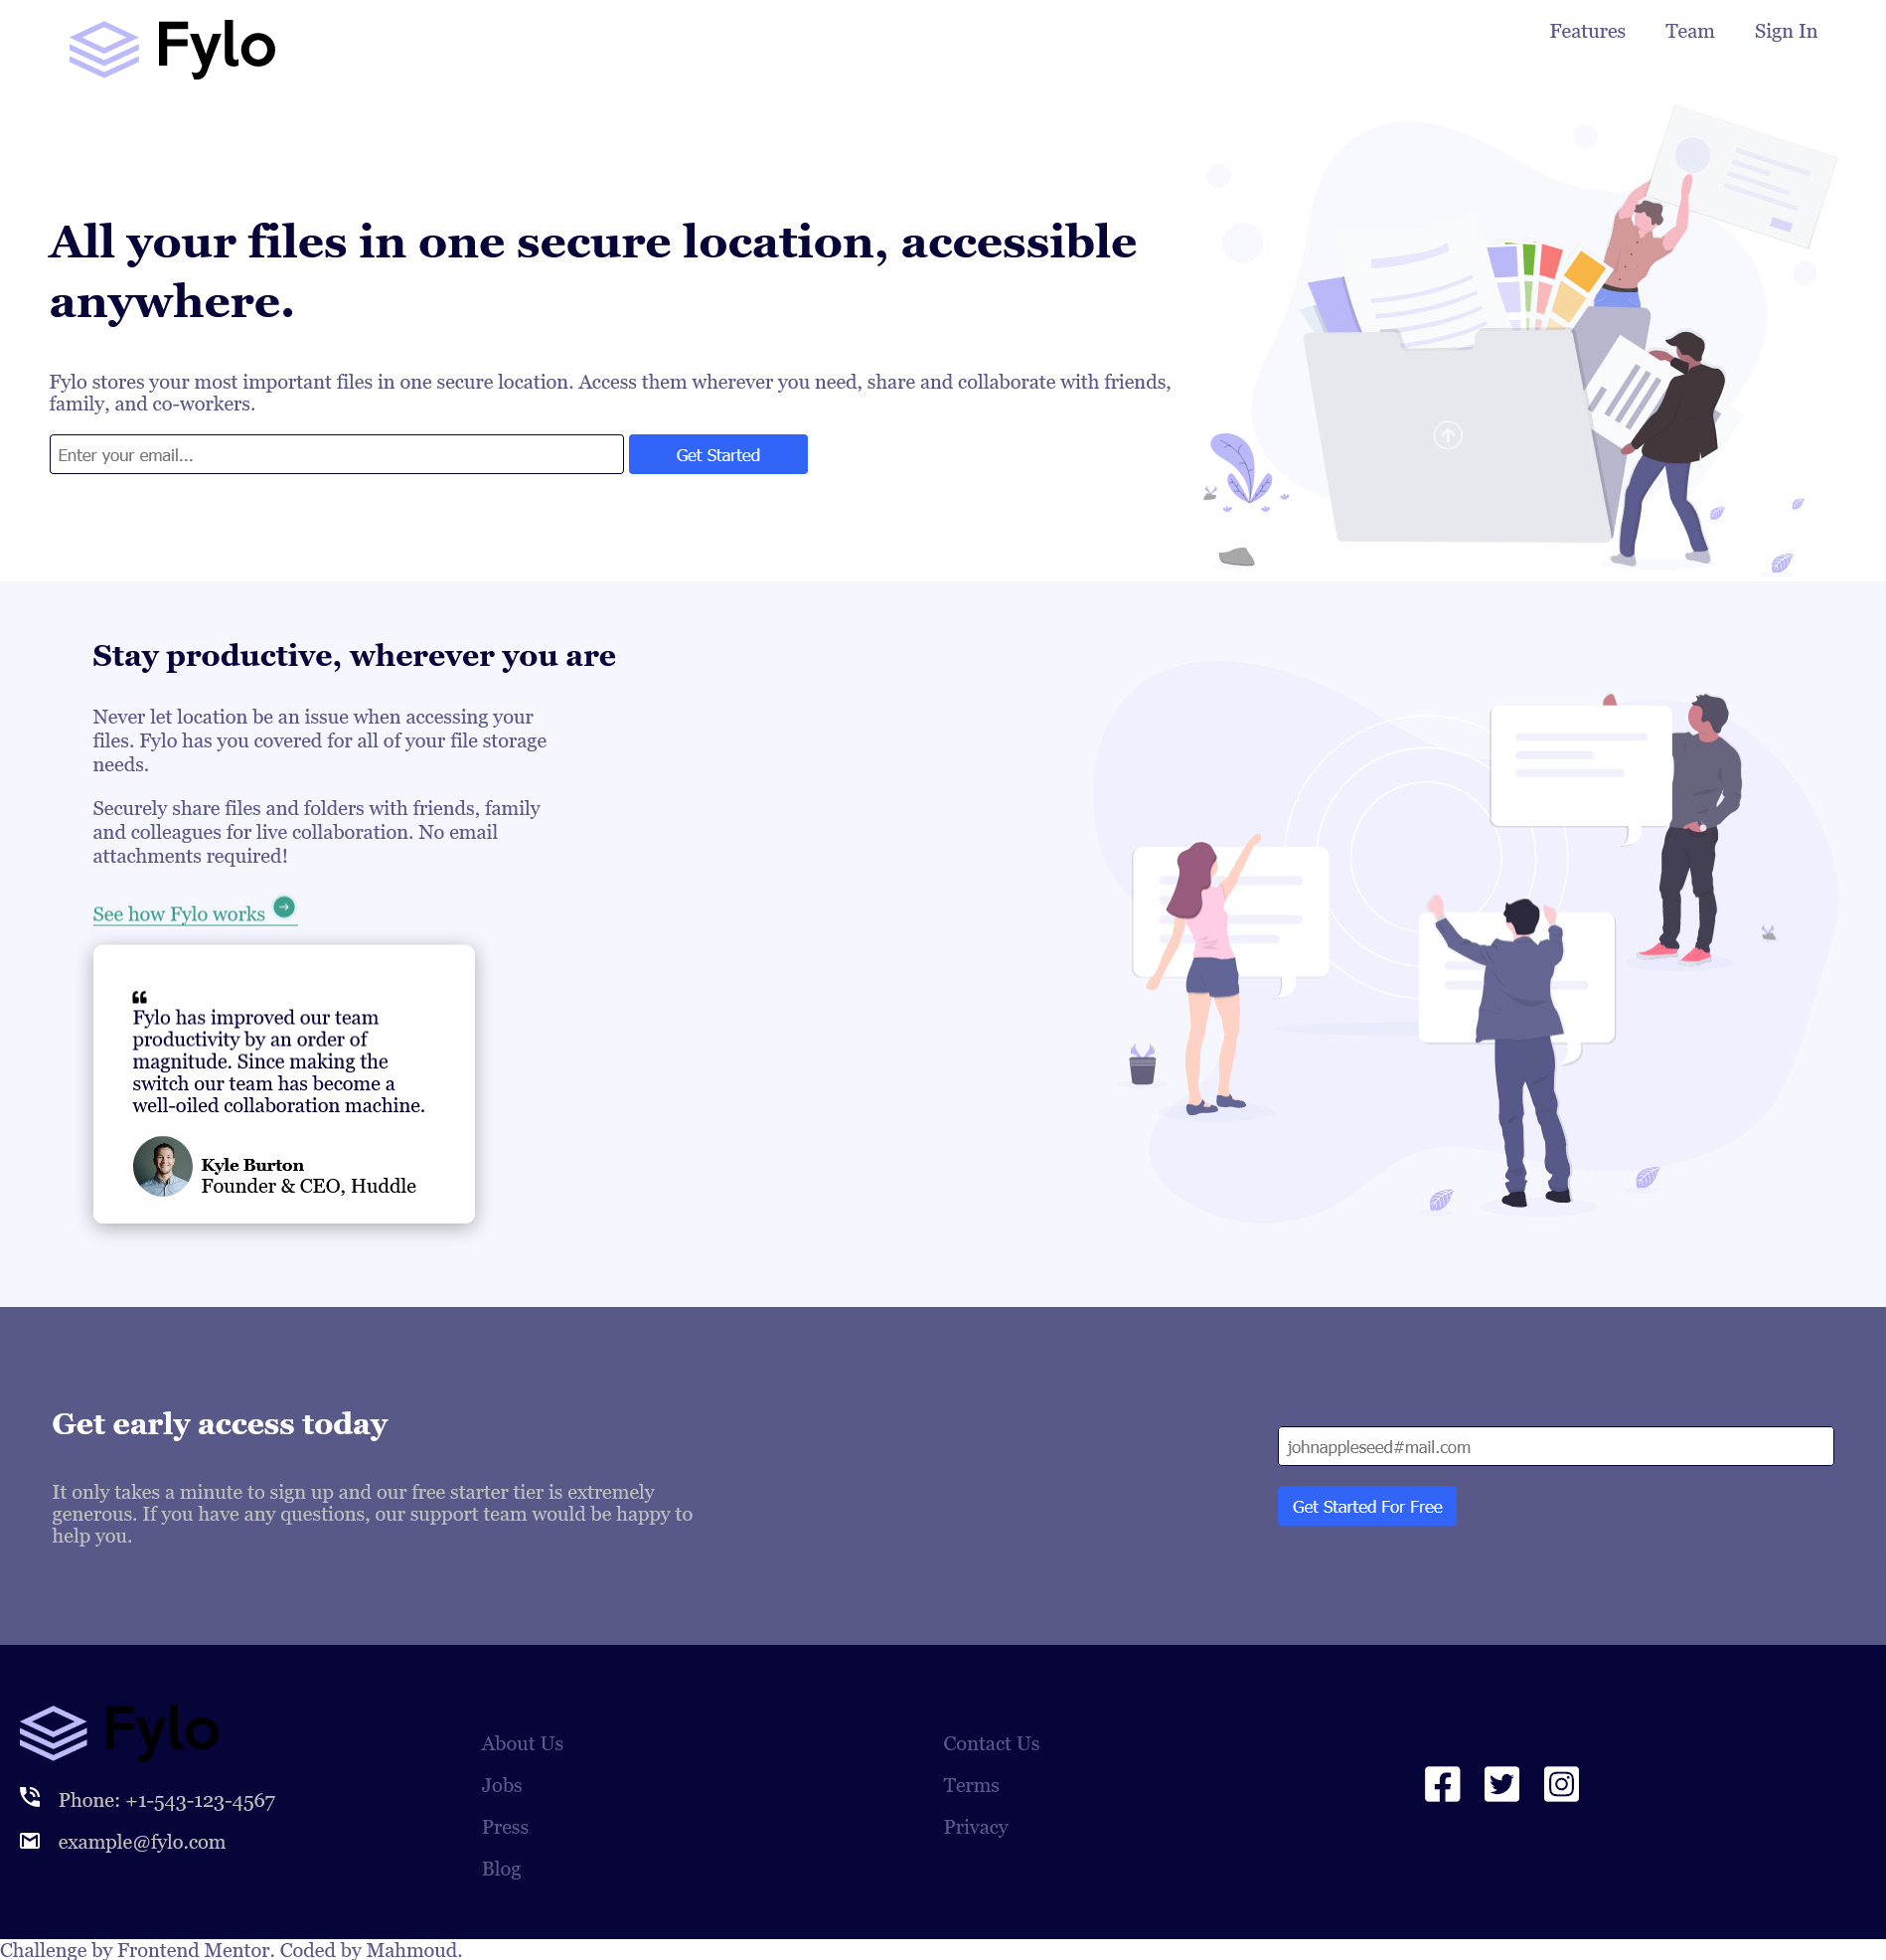 Fylo
Features
Team
Sign In
All your files in one secure location, accessible
anywhere.
Fylo stores your most important files in one secure location. Access them wherever you need, share and collaborate with friends,
family, and co-workers.
Enter your email...
Get Started
Stay productive, wherever you are
Never let location be an issue when accessing your
files. Fylo has you covered for all of your file storage
needs.
Securely share files and folders with friends, family
and colleagues for live collaboration. No email
attachments required!
See how Fylo works
“
Fylo has improved our team
productivity by an order of
magnitude. Since making the
switch our team has become a
well-oiled collaboration machine.
Kyle Burton
Founder & CEO, Huddle
Get early access today
It only takes a minute to sign up and our free starter tier is extremely
generous. If you have any questions, our support team would be happy to
help you.
johnappleseed#mail.com
Get Started For Free
Fylo
Phone: +1-543-123-4567
example@fylo.com
About Us
Jobs
Press
Blog
Contact Us
Terms
Privacy
Challenge by Frontend Mentor. Coded by Mahmoud.